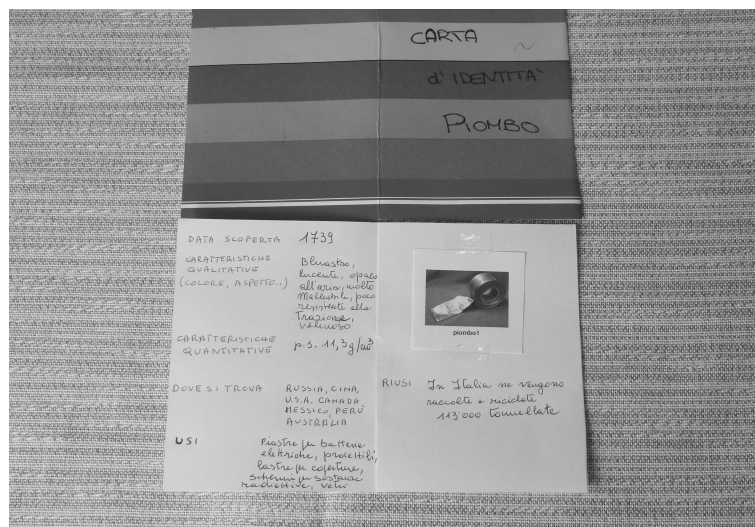 CARTA
d'IDENTITA'
PIOMBO
DATA SCOPERTA 1739
CARATTERISTICHE
QUALITATIVE
(COLORE, ASPETTO..)
Bluastro,
lucente, opaco
all'aria, molto
Malleabile, poco
resistente alla
Trazione,
velenoso
CARATTERISTICHE
QUANTITATIVE
p.s. 11,3 g/cm³
DOVE SI TROVA
RUSSIA, CINA,
U.S.A. CANADA
MESSICO, PERÙ
AUSTRALIA
USI
Piastre per batterie
elettriche, proiettili,
lastre per coperture,
schermi per sostanze
radioattive, vetri
piombo1
RIUSI
In Italia ne vengono
raccolte e riciclate
113'000 tonnellate